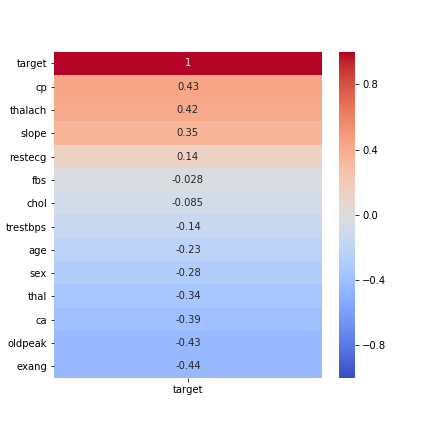 target 1
cp 0.43
thalach 0.42
slope 0.35
restecg 0.14
fbs -0.028
chol -0.085
trestbps -0.14
age -0.23
sex -0.28
thal -0.34
ca -0.39
oldpeak -0.43
exang -0.44
target
0.8
0.4
0.0
−0.4
−0.8